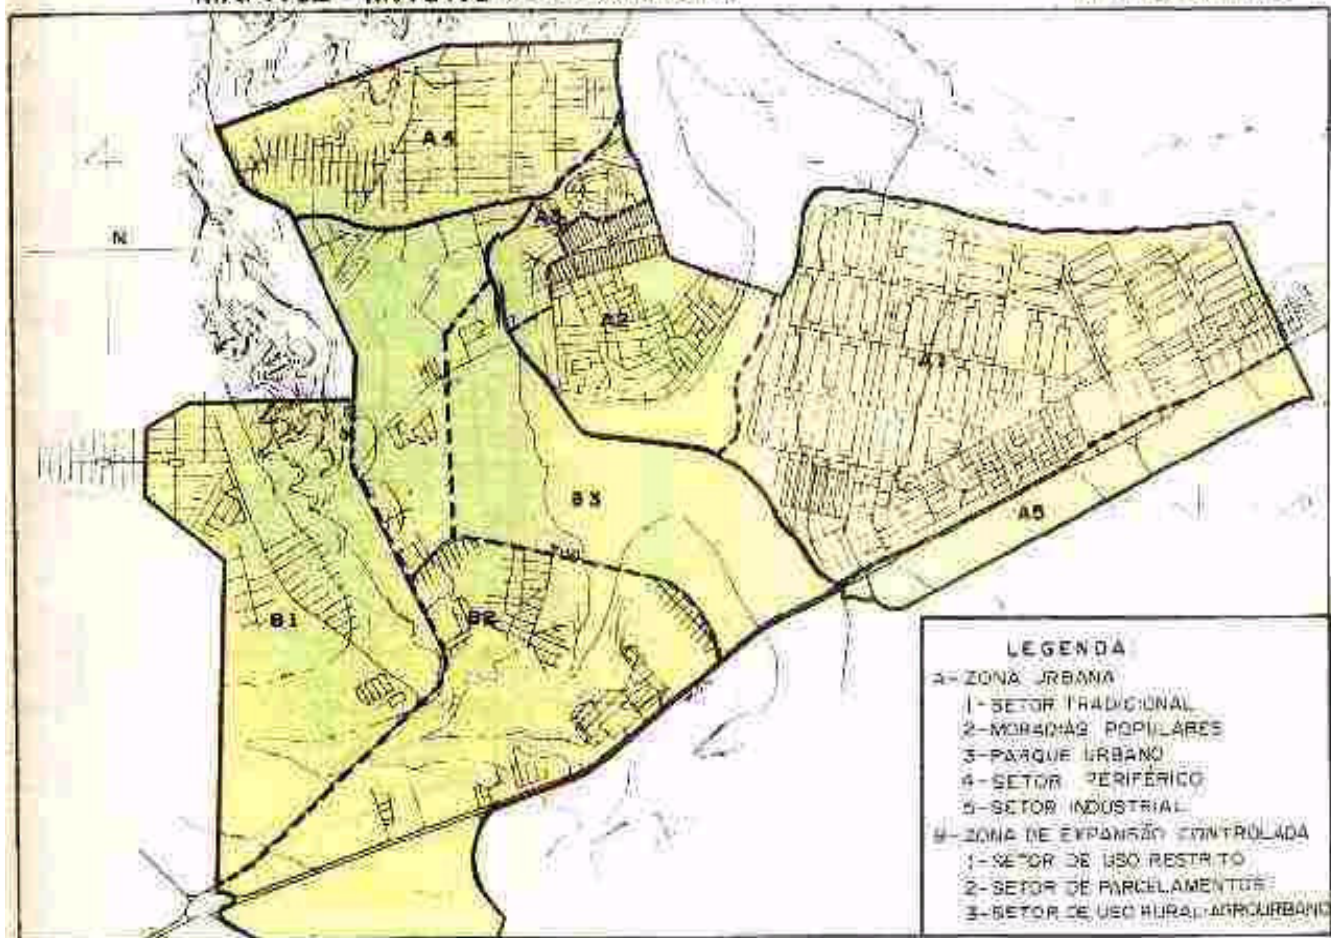 N
A4
A2
A1
B3
A5
B1
B2
LEGENDA
A-ZONA URBANA
1-SETOR TRADICIONAL
2-MORADIAS POPULARES
3-PARQUE URBANO
4-SETOR PERIFÉRICO
5-SETOR INDUSTRIAL
B-ZONA DE EXPANSÃO CONTROLADA
1-SETOR DE USO RESTRITO
2-SETOR DE PARCELAMENTOS
3-SETOR DE USO RURAL-AGROURBANO